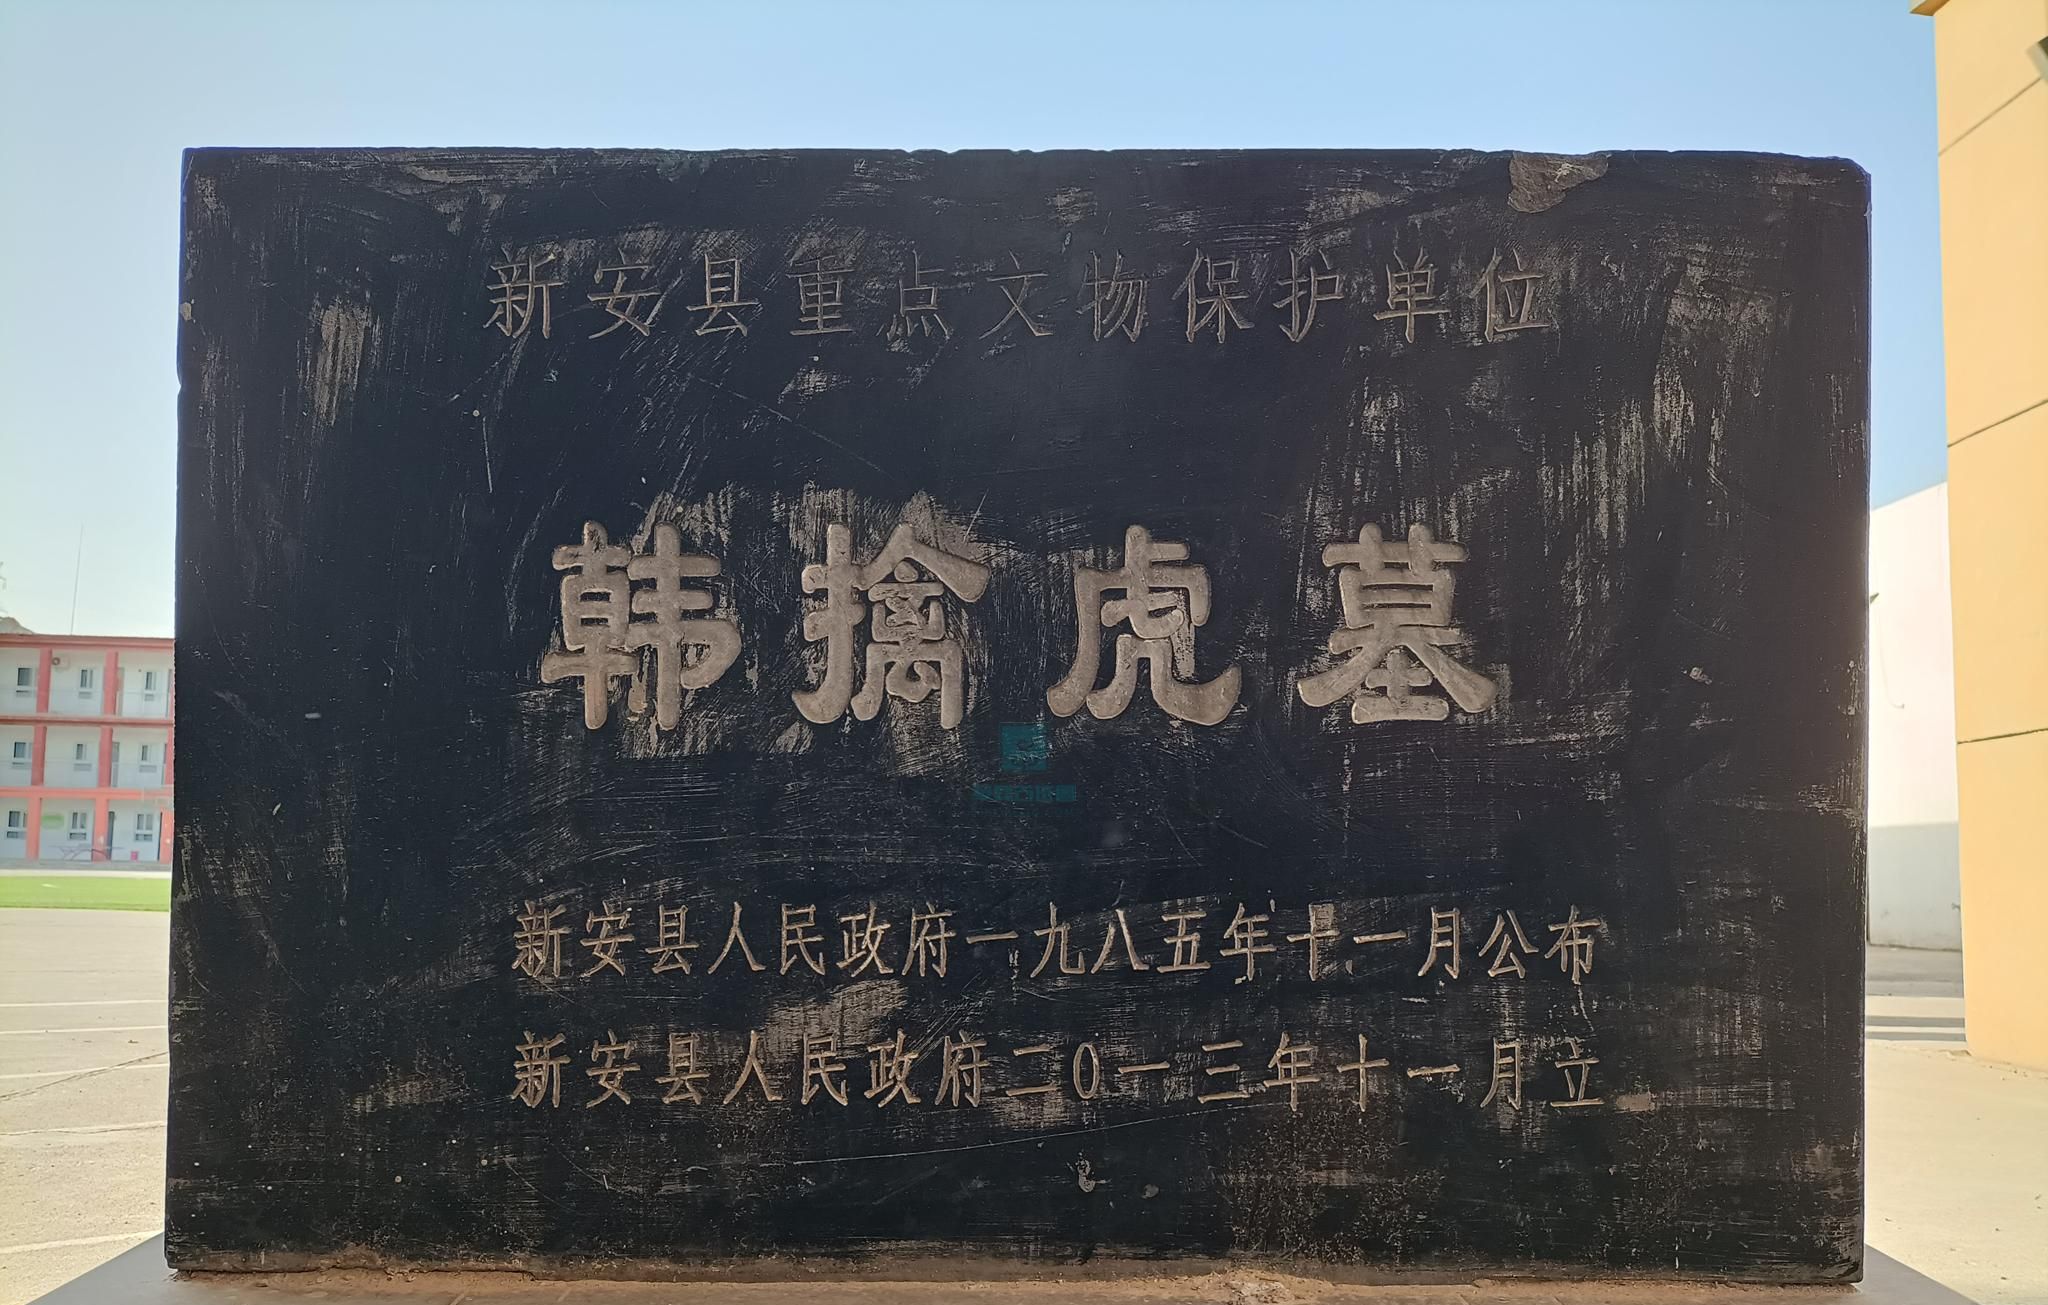 新安县重点文物保护单位
韩擒虎墓
新安县人民政府一九八五年十一月公布
新安县人民政府二0一三年十一月立